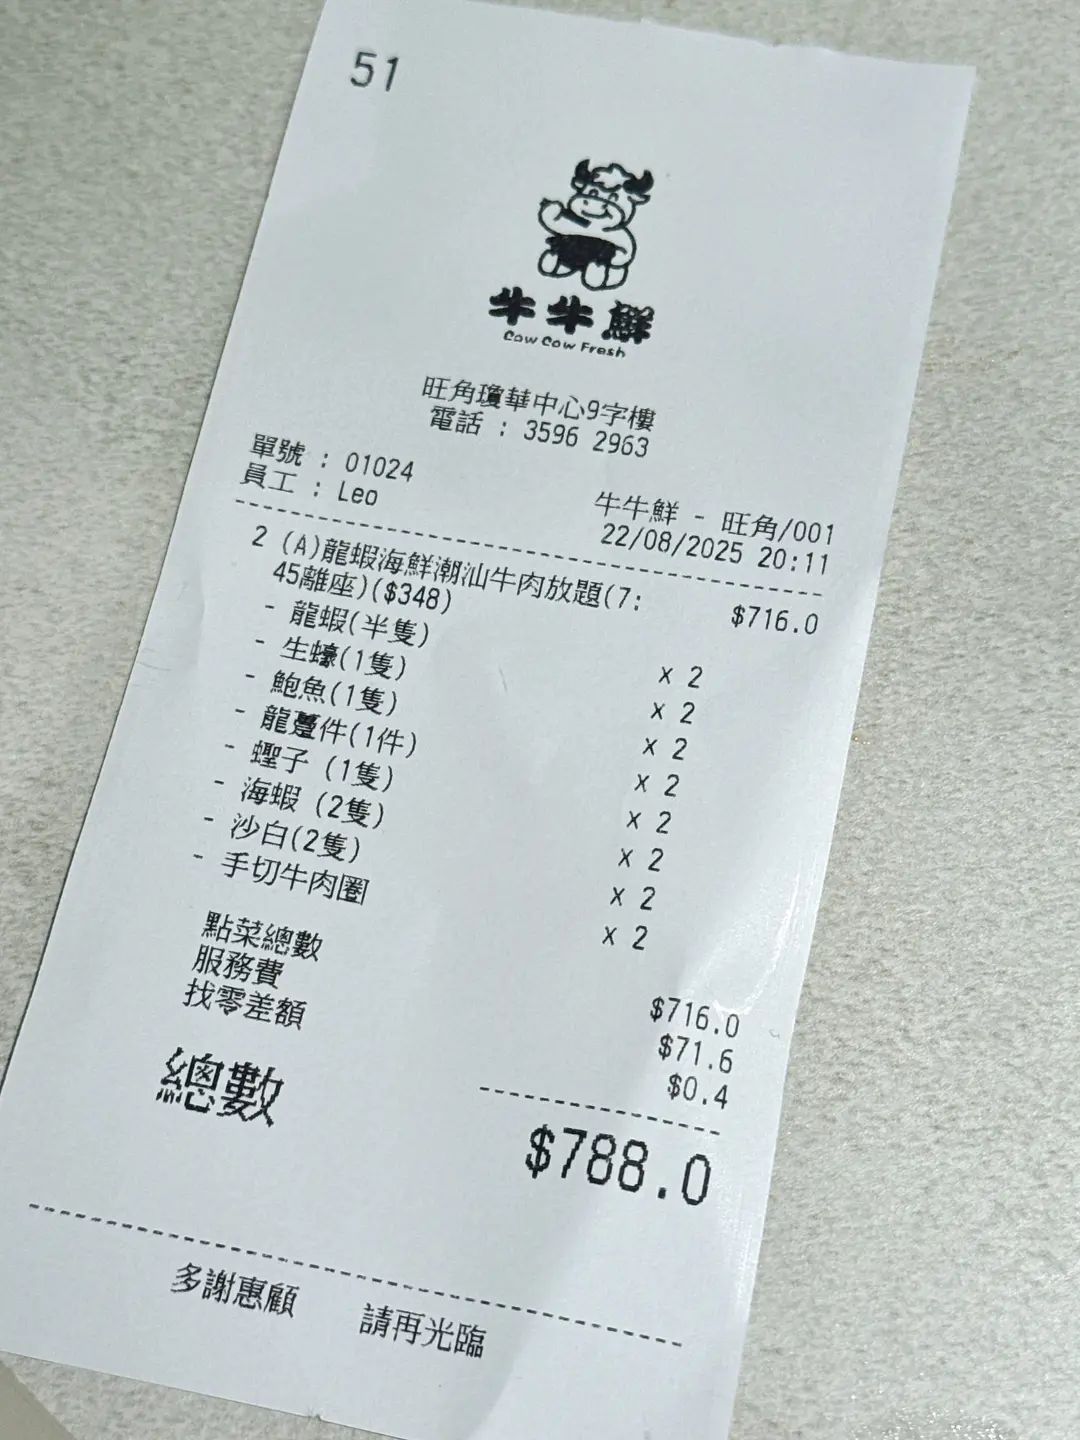 51
牛牛鮮
Cow Cow Fresh
旺角瓊華中心9字樓
電話 : 3596 2963
單號 : 01024
員工 : Leo
牛牛鮮 - 旺角/001
22/08/2025 20:11
2 (A)龍蝦海鮮潮汕牛肉放題(7: $716.0
45離座)($348)
- 龍蝦(半隻) x 2
- 生蠔(1隻) x 2
- 鮑魚(1隻) x 2
- 龍躉件(1件) x 2
- 蟶子 (1隻) x 2
- 海蝦 (2隻) x 2
- 沙白(2隻) x 2
- 手切牛肉圈 x 2
點菜總數 $716.0
服務費 $71.6
找零差額 $0.4
總數 $788.0
多謝惠顧 請再光臨